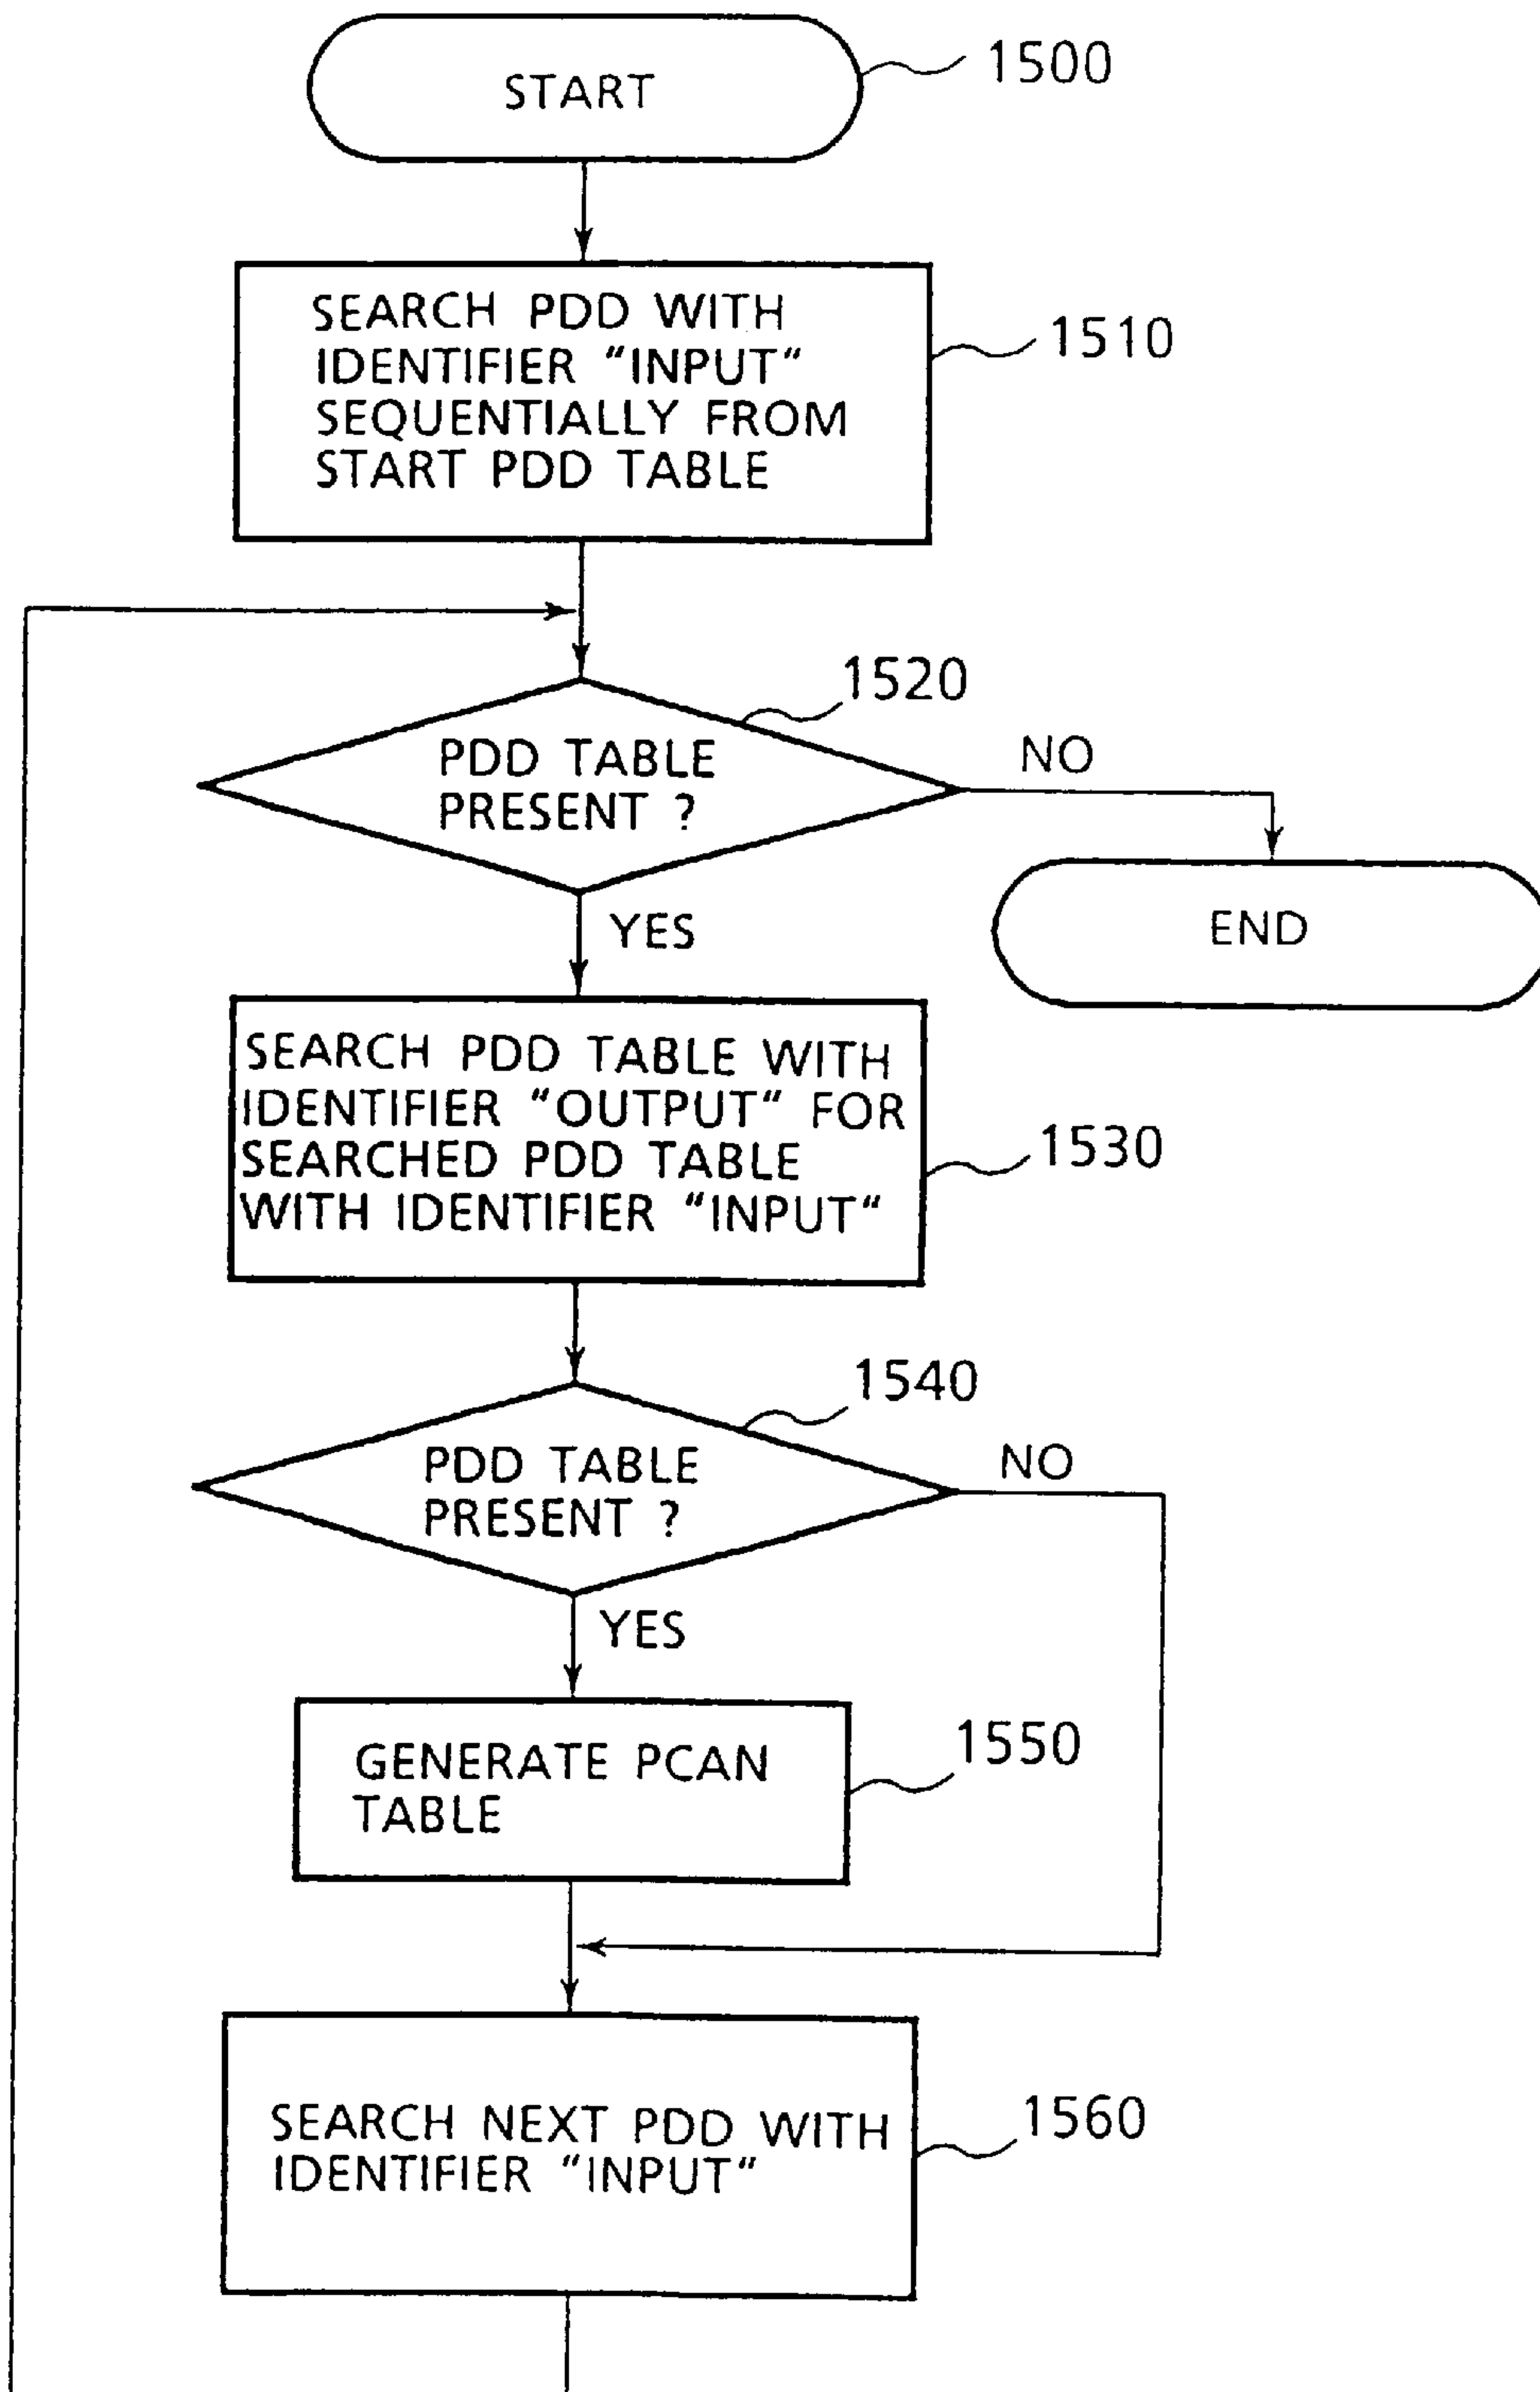 START
1500
SEARCH PDD WITH
IDENTIFIER "INPUT"
SEQUENTIALLY FROM
START PDD TABLE
1510
1520
PDD TABLE
PRESENT ?
NO
YES
END
SEARCH PDD TABLE WITH
IDENTIFIER "OUTPUT" FOR
SEARCHED PDD TABLE
WITH IDENTIFIER "INPUT"
1530
1540
PDD TABLE
PRESENT ?
NO
YES
GENERATE PCAN
TABLE
1550
SEARCH NEXT PDD WITH
IDENTIFIER "INPUT"
1560